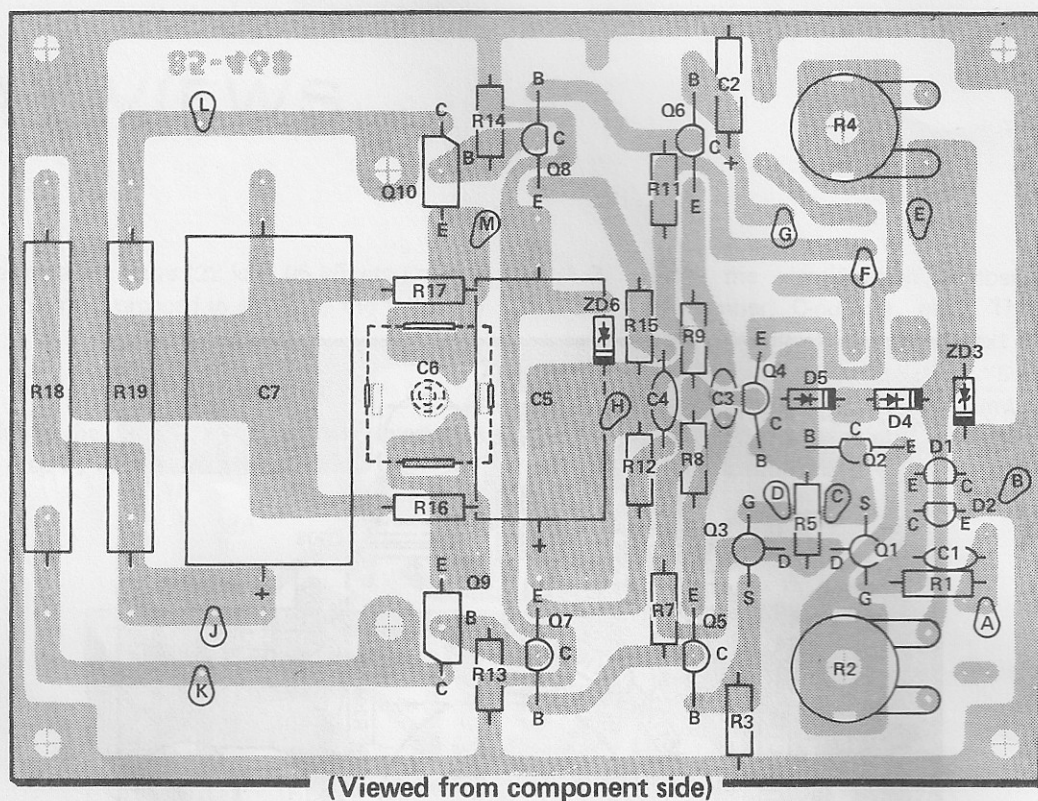 85-468
L
C
R14
B
B
C
Q8
E
Q10
E
M
B
Q6
C
R11
E
C2
+
R4
E
G
F
R18
R19
C7
+
R17
C6
R16
C5
+
ZD6
H
R15
R12
C4
R9
R8
C3
E
Q4
C
B
D5
D4
ZD3
B
C
E
Q2
D1
E
C
C
E
D2
B
D
R5
C
G
Q3
D
S
S
Q1
D
G
C1
R1
A
E
Q9
B
C
R13
E
Q7
C
B
R7
E
Q5
C
B
R3
R2
J
K
(Viewed from component side)